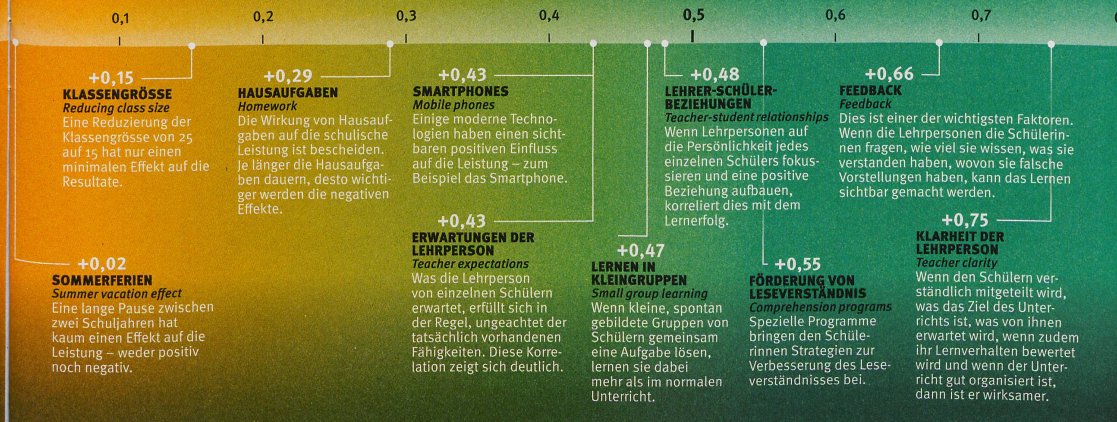 0,1 0,2 0,3 0,4 0,5 0,6 0,7
+0,15
KLASSENGRÖSSE
Reducing class size
Eine Reduzierung der
Klassengrösse von 25
auf 15 hat nur einen
minimalen Effekt auf die
Resultate.
+0,29
HAUSAUFGABEN
Homework
Die Wirkung von Hausauf-
gaben auf die schulische
Leistung ist bescheiden.
Je länger die Hausaufga-
ben dauern, desto wichti-
ger werden die negativen
Effekte.
+0,43
SMARTPHONES
Mobile phones
Einige moderne Techno-
logien haben einen sicht-
baren positiven Einfluss
auf die Leistung – zum
Beispiel das Smartphone.
+0,48
LEHRER-SCHÜLER-
BEZIEHUNGEN
Teacher-student relationships
Wenn Lehrpersonen auf
die Persönlichkeit jedes
einzelnen Schülers fokus-
sieren und eine positive
Beziehung aufbauen,
korreliert dies mit dem
Lernerfolg.
+0,66
FEEDBACK
Feedback
Dies ist einer der wichtigsten Faktoren.
Wenn die Lehrpersonen die Schülerin-
nen fragen, wie viel sie wissen, was sie
verstanden haben, wovon sie falsche
Vorstellungen haben, kann das Lernen
sichtbar gemacht werden.
+0,02
SOMMERFERIEN
Summer vacation effect
Eine lange Pause zwischen
zwei Schuljahren hat
kaum einen Effekt auf die
Leistung – weder positiv
noch negativ.
+0,43
ERWARTUNGEN DER
LEHRPERSON
Teacher expectations
Was die Lehrperson
von einzelnen Schülern
erwartet, erfüllt sich in
der Regel, ungeachtet der
tatsächlich vorhandenen
Fähigkeiten. Diese Korre-
lation zeigt sich deutlich.
+0,47
LERNEN IN
KLEINGRUPPEN
Small group learning
Wenn kleine, spontan
gebildete Gruppen von
Schülern gemeinsam
eine Aufgabe lösen,
lernen sie dabei
mehr als im normalen
Unterricht.
+0,55
FÖRDERUNG VON
LESEVERSTÄNDNIS
Comprehension programs
Spezielle Programme
bringen den Schüle-
rinnen Strategien zur
Verbesserung des Lese-
verständnisses bei.
+0,75
KLARHEIT DER
LEHRPERSON
Teacher clarity
Wenn den Schülern ver-
ständlich mitgeteilt wird,
was das Ziel des Unter-
richts ist, was von ihnen
erwartet wird, wenn zudem
ihr Lernverhalten bewertet
wird und wenn der Unter-
richt gut organisiert ist,
dann ist er wirksamer.